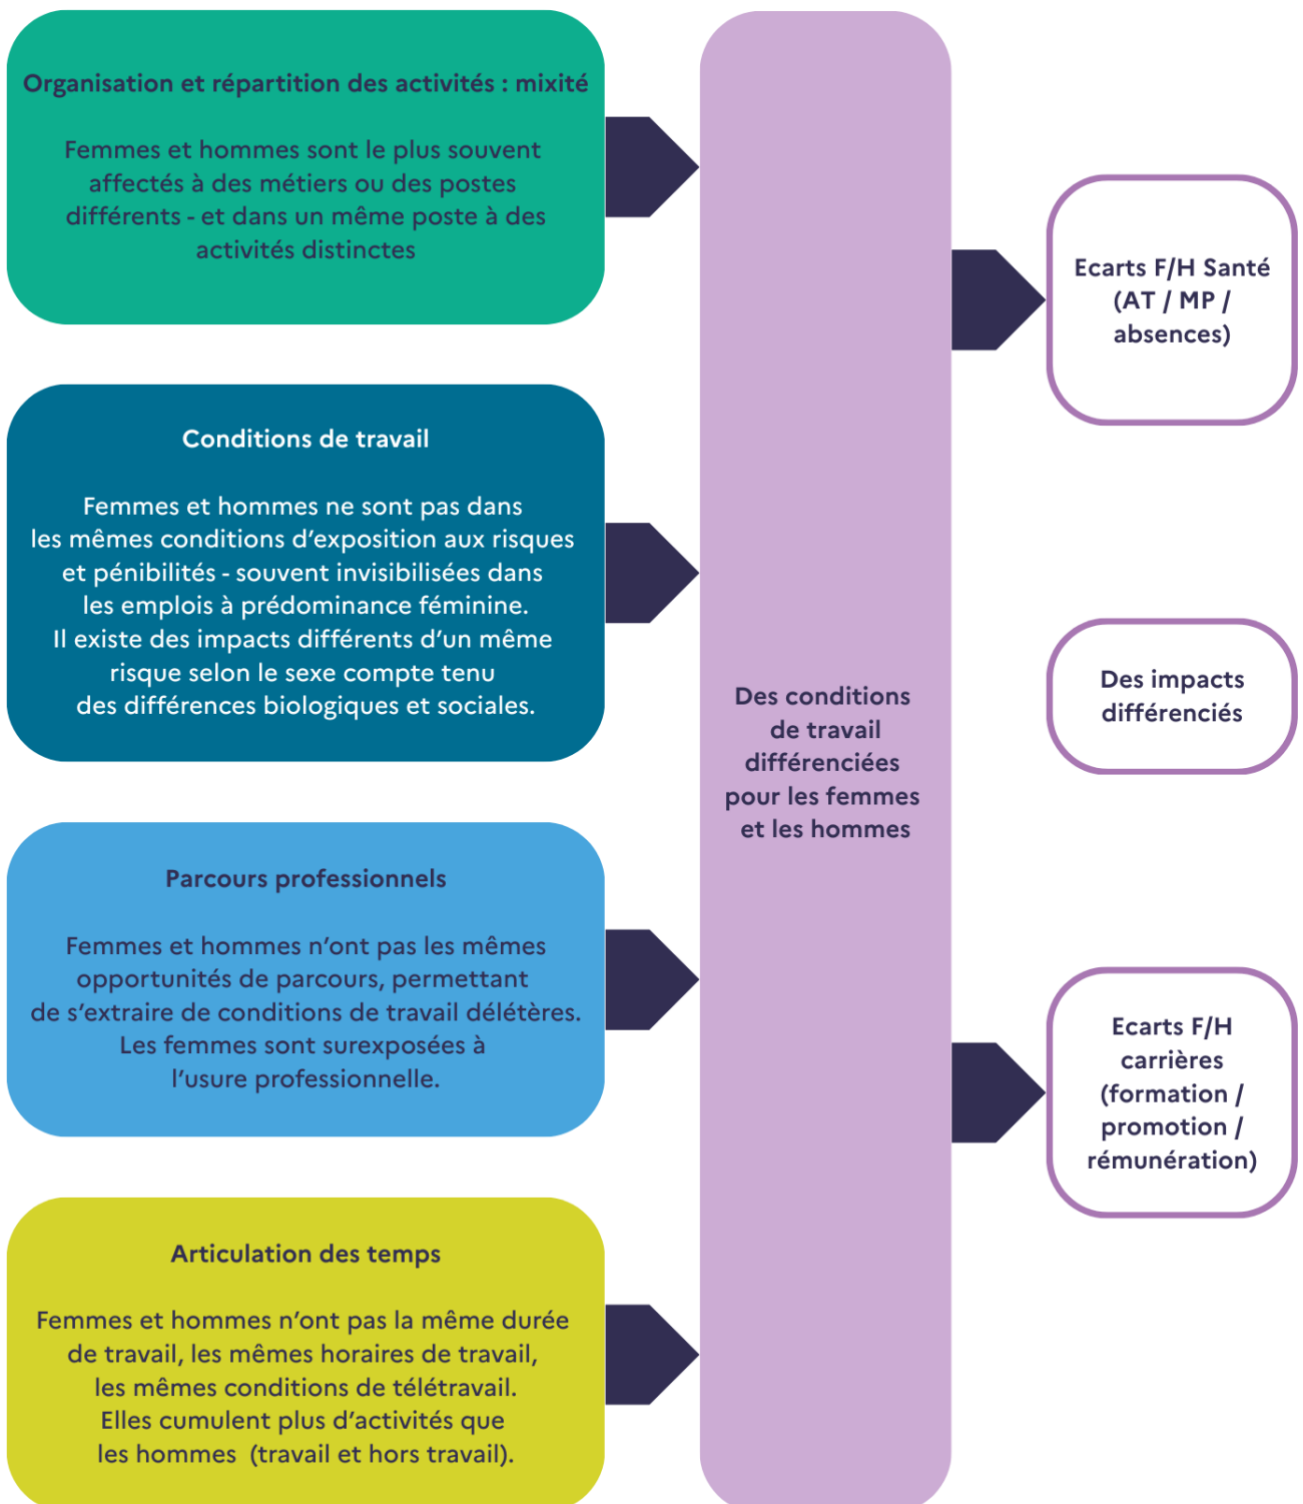 Organisation et répartition des activités : mixité
Femmes et hommes sont le plus souvent
affectés à des métiers ou des postes
différents - et dans un même poste à des
activités distinctes
Conditions de travail
Femmes et hommes ne sont pas dans
les mêmes conditions d’exposition aux risques
et pénibilités - souvent invisibilisées dans
les emplois à prédominance féminine.
Il existe des impacts différents d’un même
risque selon le sexe compte tenu
des différences biologiques et sociales.
Parcours professionnels
Femmes et hommes n’ont pas les mêmes
opportunités de parcours, permettant
de s’extraire de conditions de travail délétères.
Les femmes sont surexposées à
l’usure professionnelle.
Articulation des temps
Femmes et hommes n’ont pas la même durée
de travail, les mêmes horaires de travail,
les mêmes conditions de télétravail.
Elles cumulent plus d’activités que
les hommes (travail et hors travail).
Des conditions
de travail
différenciées
pour les femmes
et les hommes
Ecarts F/H Santé
(AT / MP /
absences)
Des impacts
différenciés
Ecarts F/H
carrières
(formation /
promotion /
rémunération)